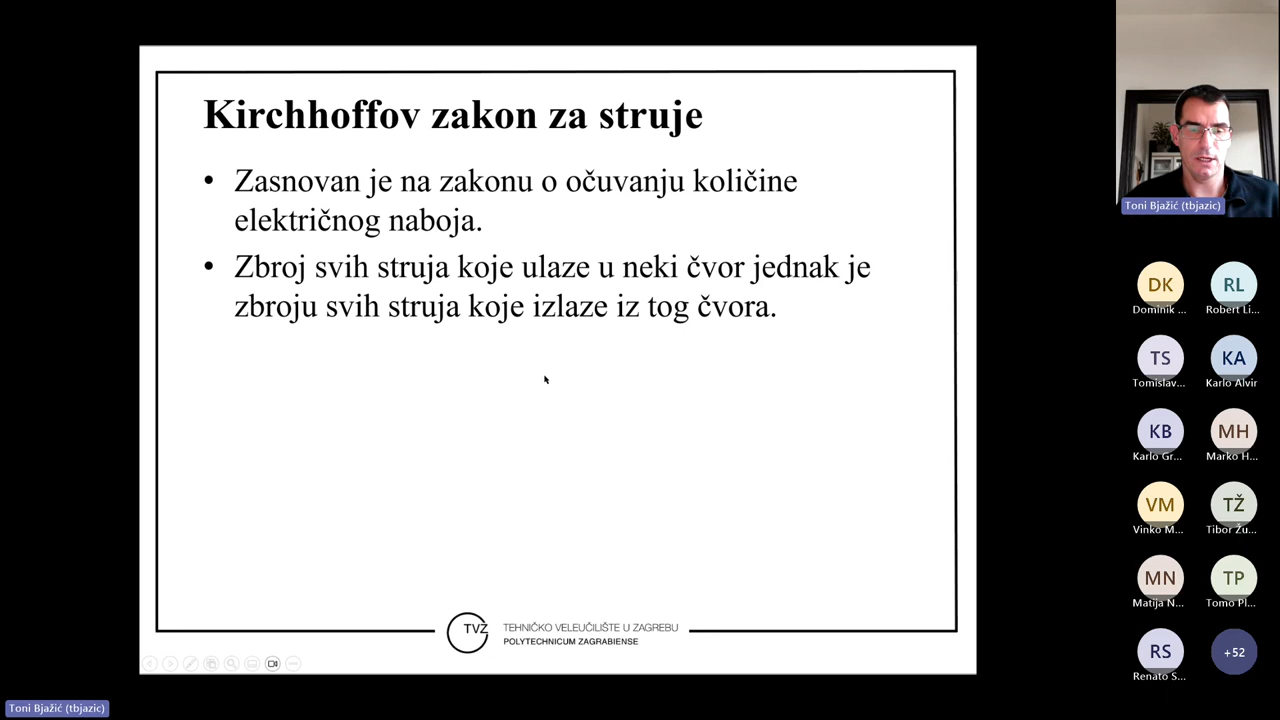 Kirchhoffov zakon za struje
• Zasnovan je na zakonu o očuvanju količine
električnog naboja.
• Zbroj svih struja koje ulaze u neki čvor jednak je
zbroju svih struja koje izlaze iz tog čvora.
TVZ
TEHNIČKO VELEUČILIŠTE U ZAGREBU
POLYTECHNICUM ZAGRABIENSE
Toni Bjažić (tbjazic)
Toni Bjažić (tbjazic)
DK
RL
Dominik ...
Robert Li...
TS
KA
Tomislav...
Karlo Alvir
KB
MH
Karlo Gr...
Marko H...
VM
TŽ
Vinko M...
Tibor Žu...
MN
TP
Matija N...
Tomo Pl...
RS
+52
Renato S...